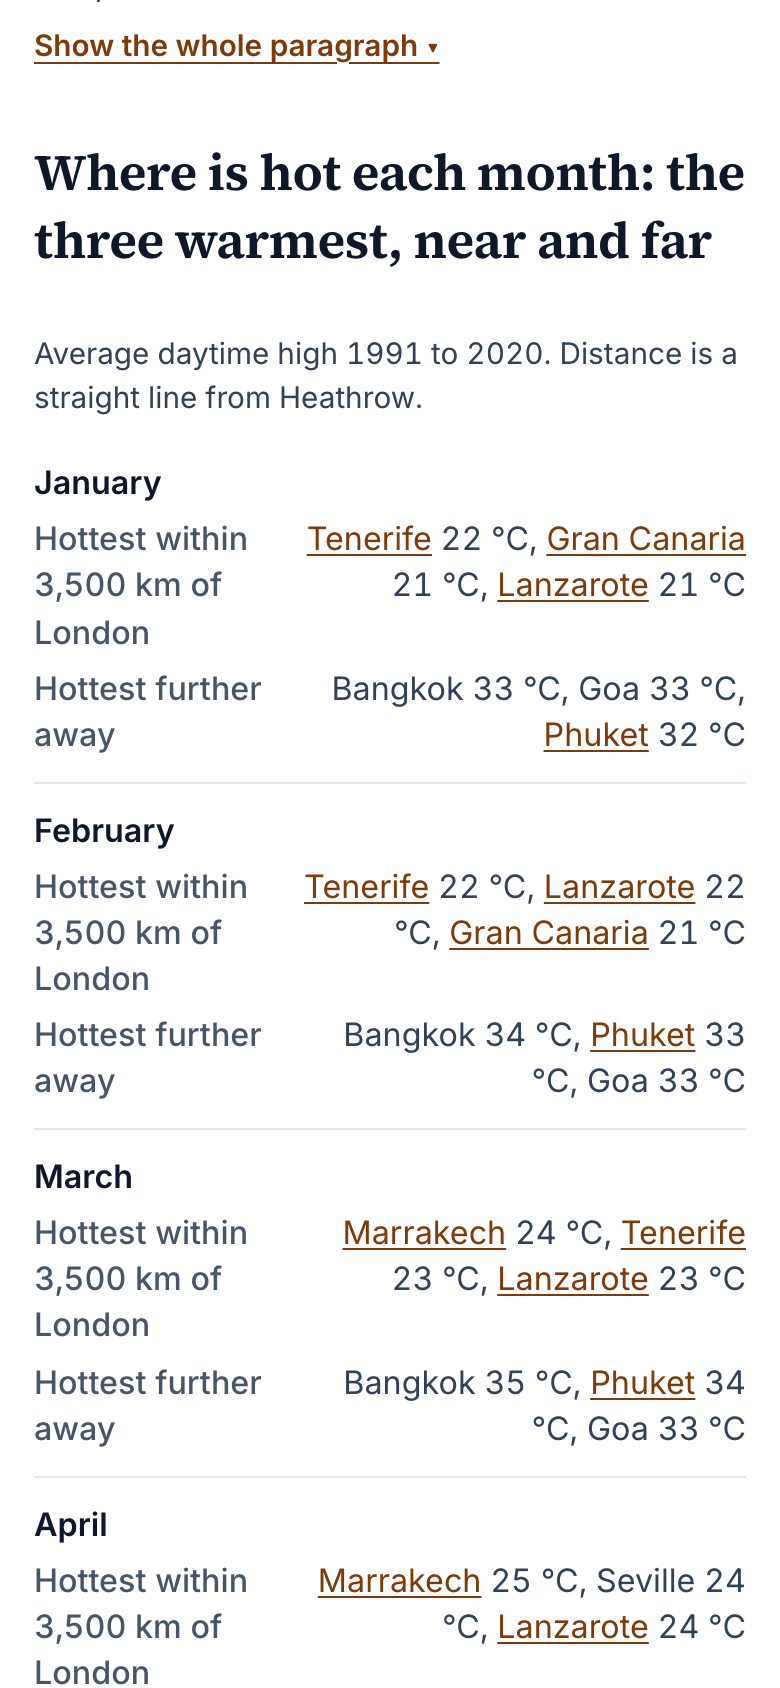 Show the whole paragraph ▾
Where is hot each month: the
three warmest, near and far
Average daytime high 1991 to 2020. Distance is a
straight line from Heathrow.
January
Hottest within
3,500 km of
London
Tenerife 22 °C, Gran Canaria
21 °C, Lanzarote 21 °C
Hottest further
away
Bangkok 33 °C, Goa 33 °C,
Phuket 32 °C
February
Hottest within
3,500 km of
London
Tenerife 22 °C, Lanzarote 22
°C, Gran Canaria 21 °C
Hottest further
away
Bangkok 34 °C, Phuket 33
°C, Goa 33 °C
March
Hottest within
3,500 km of
London
Marrakech 24 °C, Tenerife
23 °C, Lanzarote 23 °C
Hottest further
away
Bangkok 35 °C, Phuket 34
°C, Goa 33 °C
April
Hottest within
3,500 km of
London
Marrakech 25 °C, Seville 24
°C, Lanzarote 24 °C